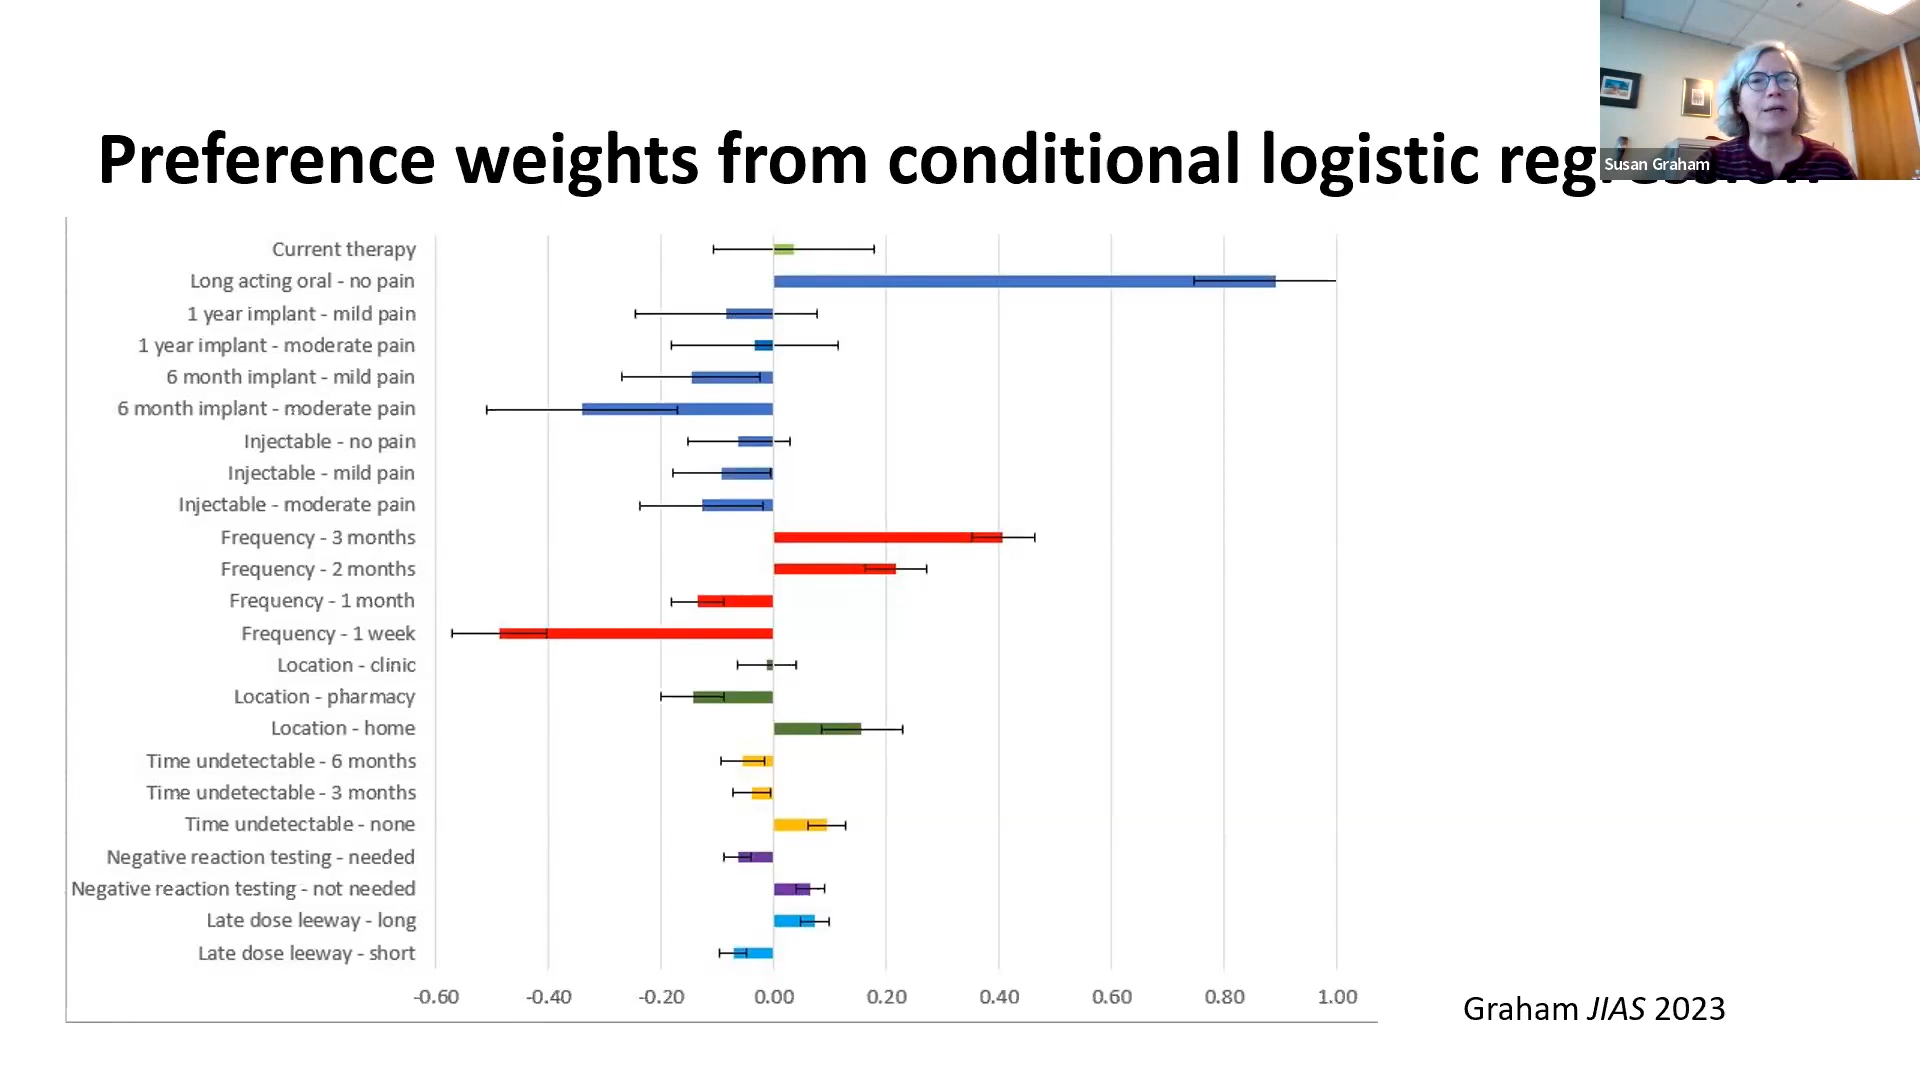 Preference weights from conditional logistic regression
Susan Graham
Current therapy
Long acting oral - no pain
1 year implant - mild pain
1 year implant - moderate pain
6 month implant - mild pain
6 month implant - moderate pain
Injectable - no pain
Injectable - mild pain
Injectable - moderate pain
Frequency - 3 months
Frequency - 2 months
Frequency - 1 month
Frequency - 1 week
Location - clinic
Location - pharmacy
Location - home
Time undetectable - 6 months
Time undetectable - 3 months
Time undetectable - none
Negative reaction testing - needed
Negative reaction testing - not needed
Late dose leeway - long
Late dose leeway - short
-0.60 -0.40 -0.20 0.00 0.20 0.40 0.60 0.80 1.00
Graham JIAS 2023